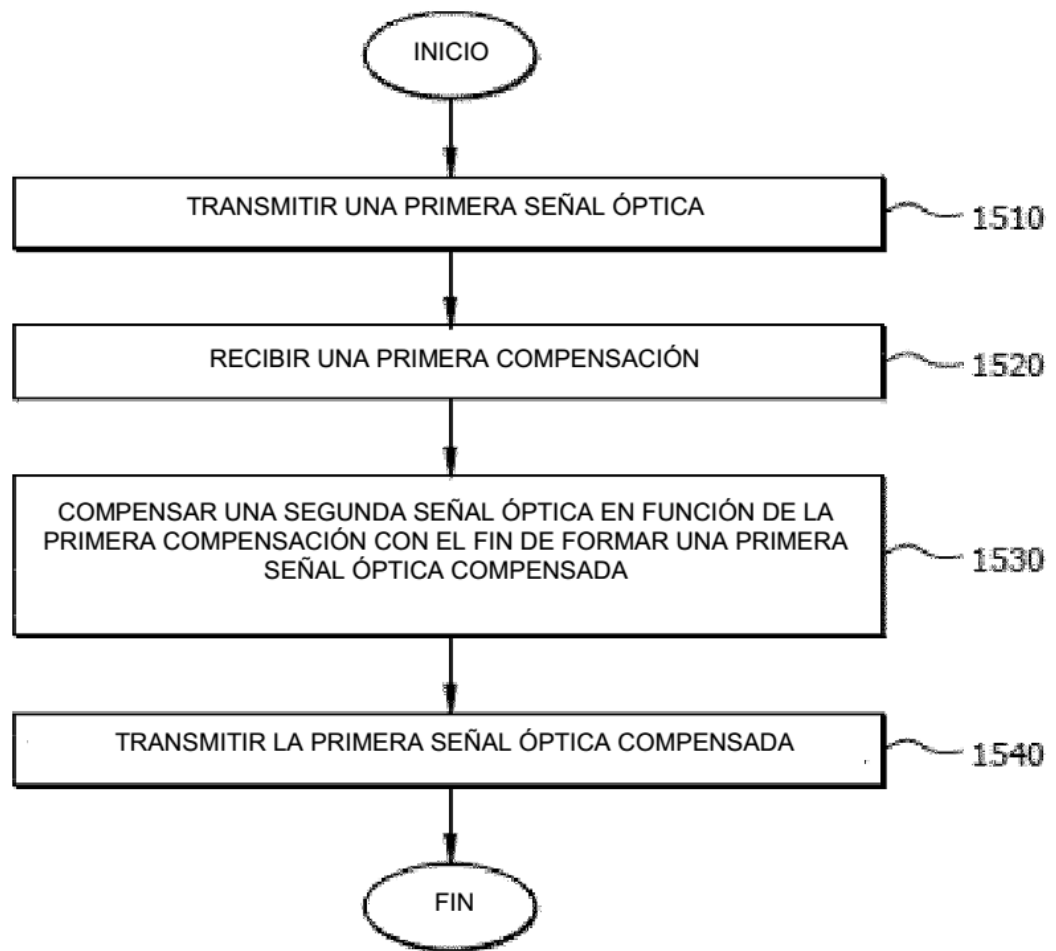 INICIO
TRANSMITIR UNA PRIMERA SEÑAL ÓPTICA
1510
RECIBIR UNA PRIMERA COMPENSACIÓN
1520
COMPENSAR UNA SEGUNDA SEÑAL ÓPTICA EN FUNCIÓN DE LA
PRIMERA COMPENSACIÓN CON EL FIN DE FORMAR UNA PRIMERA
SEÑAL ÓPTICA COMPENSADA
1530
TRANSMITIR LA PRIMERA SEÑAL ÓPTICA COMPENSADA
1540
FIN